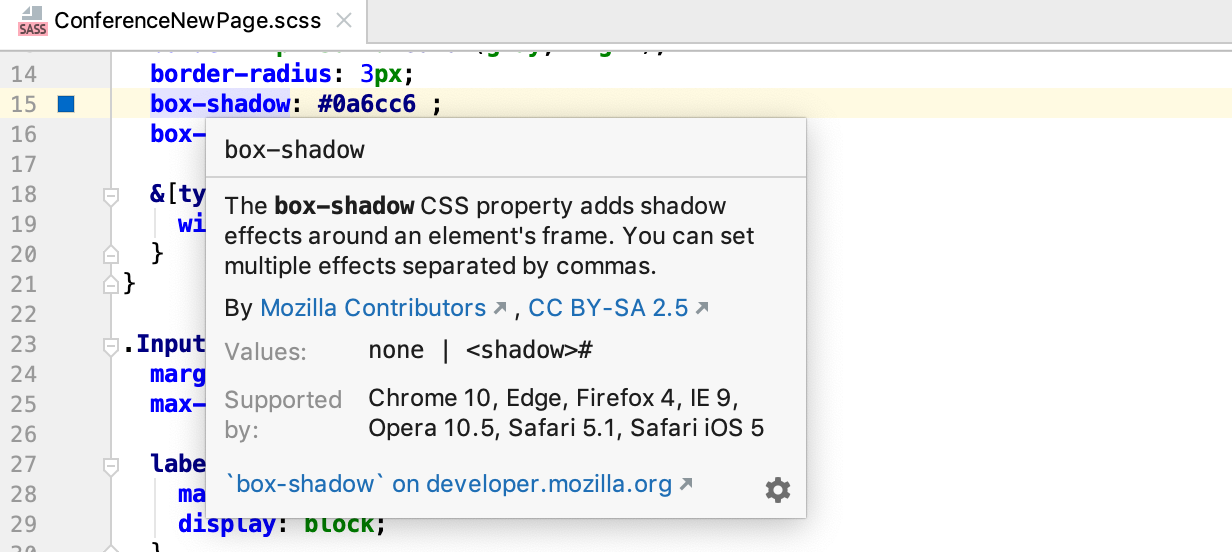 SASS ConferenceNewPage.scss
14 border-radius: 3px;
15 box-shadow: #0a6cc6 ;
16 box-
box-shadow
17
18 &[ty
The box-shadow CSS property adds shadow
19 wi
effects around an element's frame. You can set
20 }
multiple effects separated by commas.
21 }
By Mozilla Contributors, CC BY-SA 2.5
22
23 .Input
Values: none | <shadow>#
24 marg
25 max-
Supported by: Chrome 10, Edge, Firefox 4, IE 9,
Opera 10.5, Safari 5.1, Safari iOS 5
26
27 labe
28 ma
`box-shadow` on developer.mozilla.org
29 display: block;
30 }